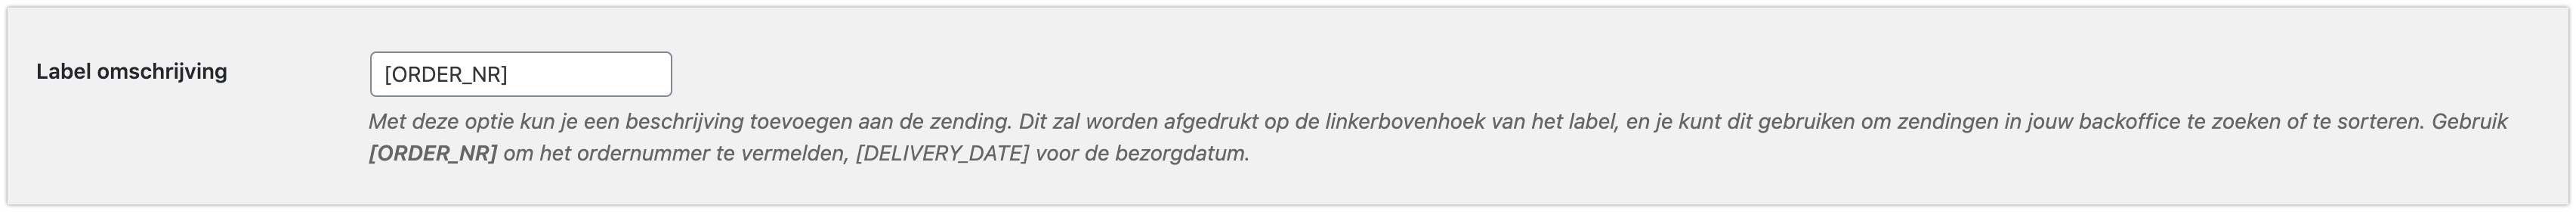 Label omschrijving
[ORDER_NR]
Met deze optie kun je een beschrijving toevoegen aan de zending. Dit zal worden afgedrukt op de linkerbovenhoek van het label, en je kunt dit gebruiken om zendingen in jouw backoffice te zoeken of te sorteren. Gebruik
[ORDER_NR] om het ordernummer te vermelden, [DELIVERY_DATE] voor de bezorgdatum.